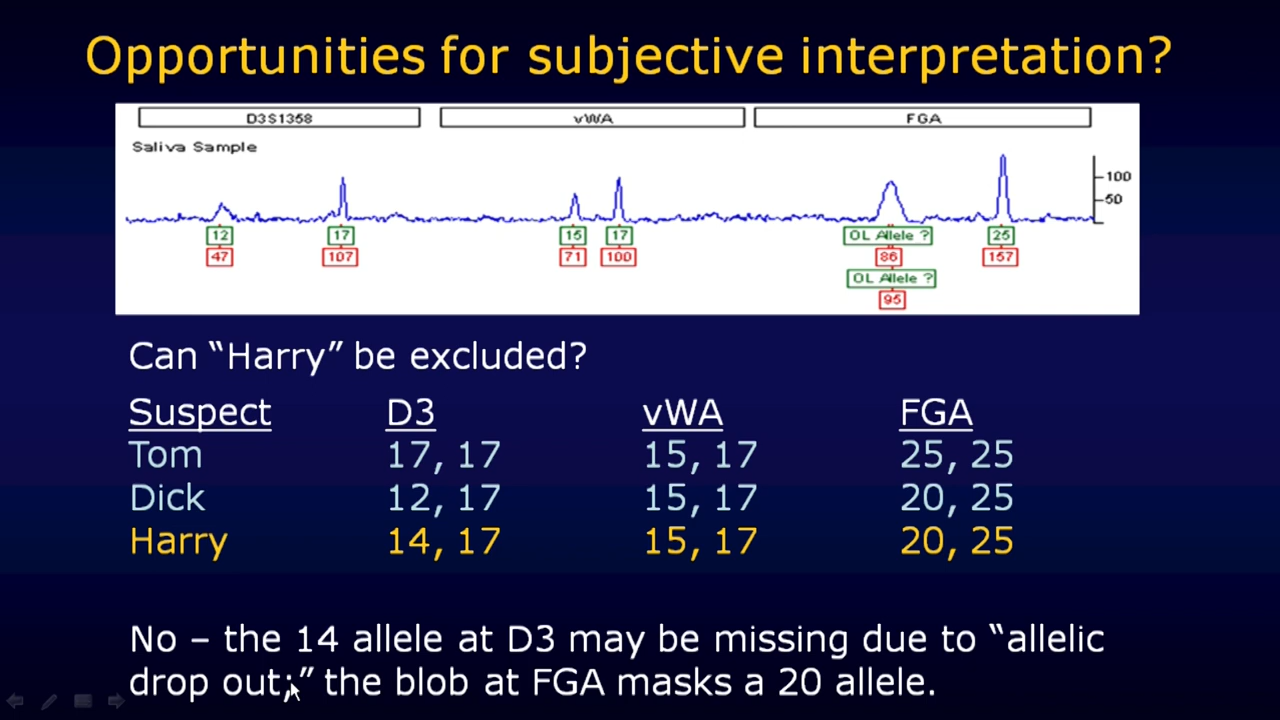 Opportunities for subjective interpretation?
D3S1358 vWA FGA
Saliva Sample
100
50
12 17 15 17 OL Allele ? 25
47 107 71 100 86 157
OL Allele ?
95
Can “Harry” be excluded?
Suspect D3 vWA FGA
Tom 17, 17 15, 17 25, 25
Dick 12, 17 15, 17 20, 25
Harry 14, 17 15, 17 20, 25
No – the 14 allele at D3 may be missing due to “allelic
drop out;” the blob at FGA masks a 20 allele.